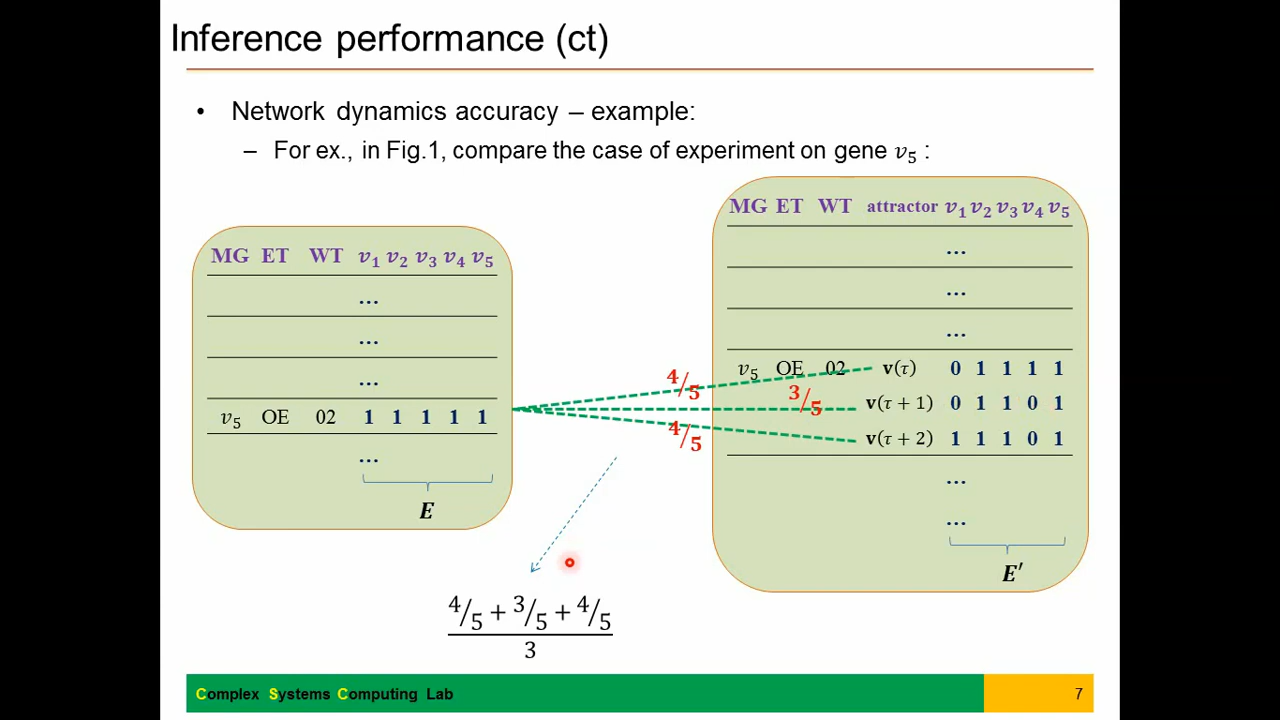 Inference performance (ct)
• Network dynamics accuracy – example:
– For ex., in Fig.1, compare the case of experiment on gene v₅ :
MG ET WT v₁ v₂ v₃ v₄ v₅
...
...
...
v₅ OE 02 1 1 1 1 1
...
E
4/5
3/5
4/5
MG ET WT attractor v₁ v₂ v₃ v₄ v₅
...
...
...
v₅ OE 02 v(τ) 0 1 1 1 1
v(τ + 1) 0 1 1 0 1
v(τ + 2) 1 1 1 0 1
...
...
E′
4/5 + 3/5 + 4/5
3
Complex Systems Computing Lab 7